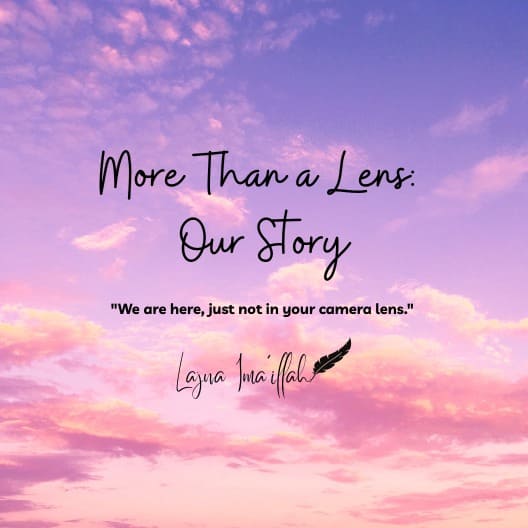 More Than a Lens:
Our Story
"We are here, just not in your camera lens."
Lajna Ima'illah